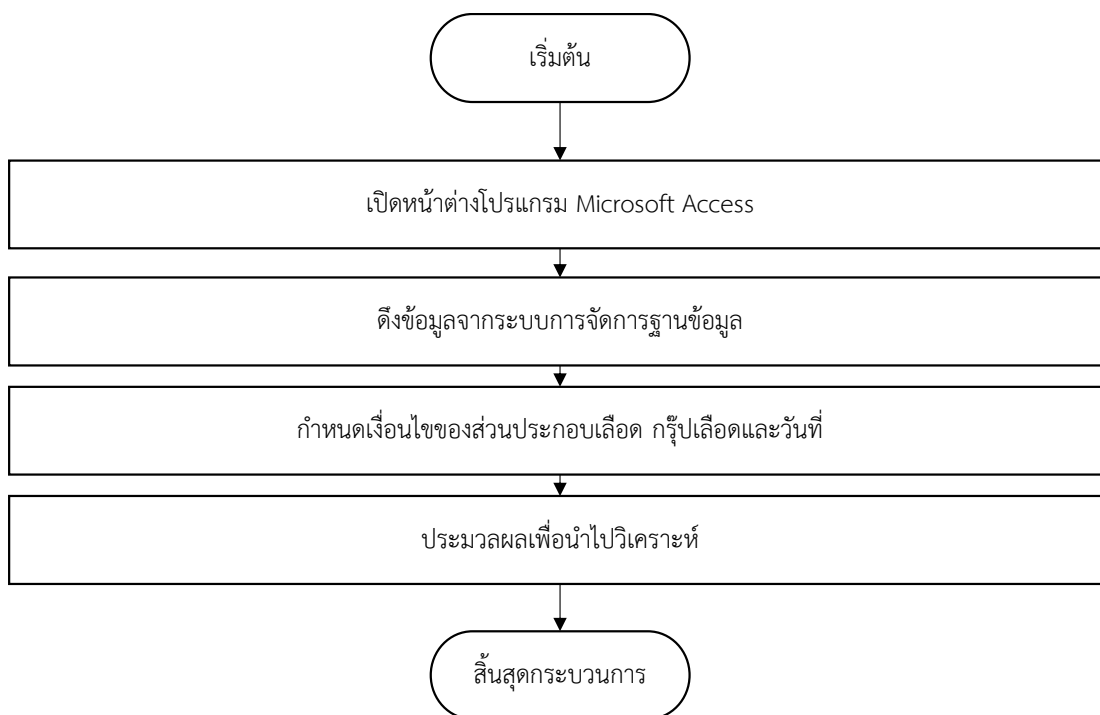 เริ่มต้น
เปิดหน้าต่างโปรแกรม Microsoft Access
ดึงข้อมูลจากระบบการจัดการฐานข้อมูล
กำหนดเงื่อนไขของส่วนประกอบเลือด กรุ๊ปเลือดและวันที่
ประมวลผลเพื่อนำไปวิเคราะห์
สิ้นสุดกระบวนการ